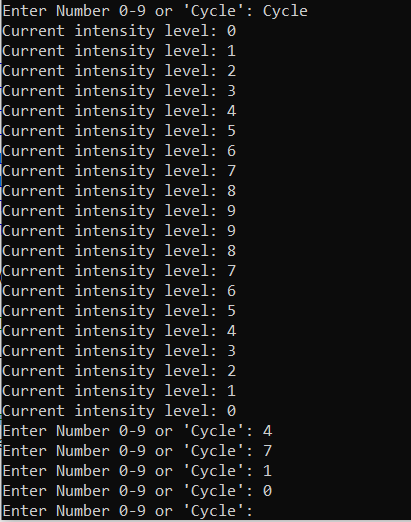 Enter Number 0-9 or 'Cycle': Cycle
Current intensity level: 0
Current intensity level: 1
Current intensity level: 2
Current intensity level: 3
Current intensity level: 4
Current intensity level: 5
Current intensity level: 6
Current intensity level: 7
Current intensity level: 8
Current intensity level: 9
Current intensity level: 9
Current intensity level: 8
Current intensity level: 7
Current intensity level: 6
Current intensity level: 5
Current intensity level: 4
Current intensity level: 3
Current intensity level: 2
Current intensity level: 1
Current intensity level: 0
Enter Number 0-9 or 'Cycle': 4
Enter Number 0-9 or 'Cycle': 7
Enter Number 0-9 or 'Cycle': 1
Enter Number 0-9 or 'Cycle': 0
Enter Number 0-9 or 'Cycle':